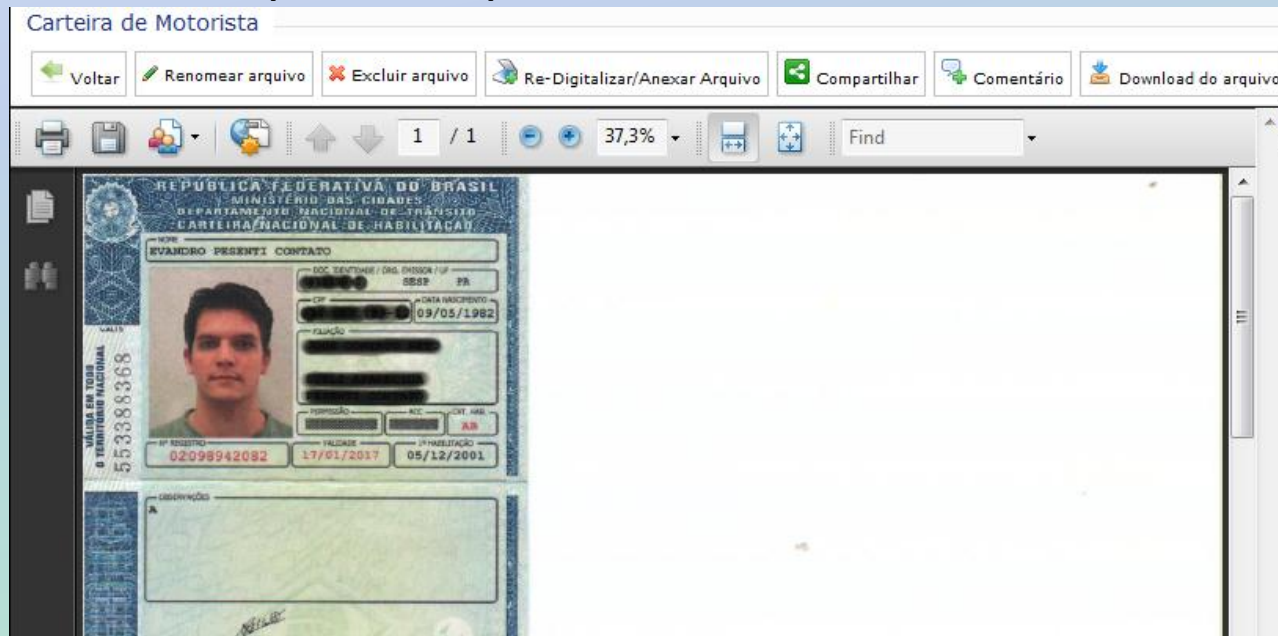 Carteira de Motorista
Voltar
Renomear arquivo
Excluir arquivo
Re-Digitalizar/Anexar Arquivo
Compartilhar
Comentário
Download do arquivo
1 / 1
37,3%
Find
REPÚBLICA FEDERATIVA DO BRASIL
MINISTÉRIO DAS CIDADES
DEPARTAMENTO NACIONAL DE TRÂNSITO
CARTEIRA NACIONAL DE HABILITAÇÃO
NOME
EVANDRO PESENTI CONTATO
DOC. IDENTIDADE / ÓRG. EMISSOR / UF
SESP PR
CPF
DATA NASCIMENTO
09/05/1982
FILIAÇÃO
PERMISSÃO
ACC
CAT. HAB.
AB
Nº REGISTRO
02098942082
VALIDADE
17/01/2017
1ª HABILITAÇÃO
05/12/2001
VÁLIDA EM TODO
O TERRITÓRIO NACIONAL
553388368
OBSERVAÇÕES
A